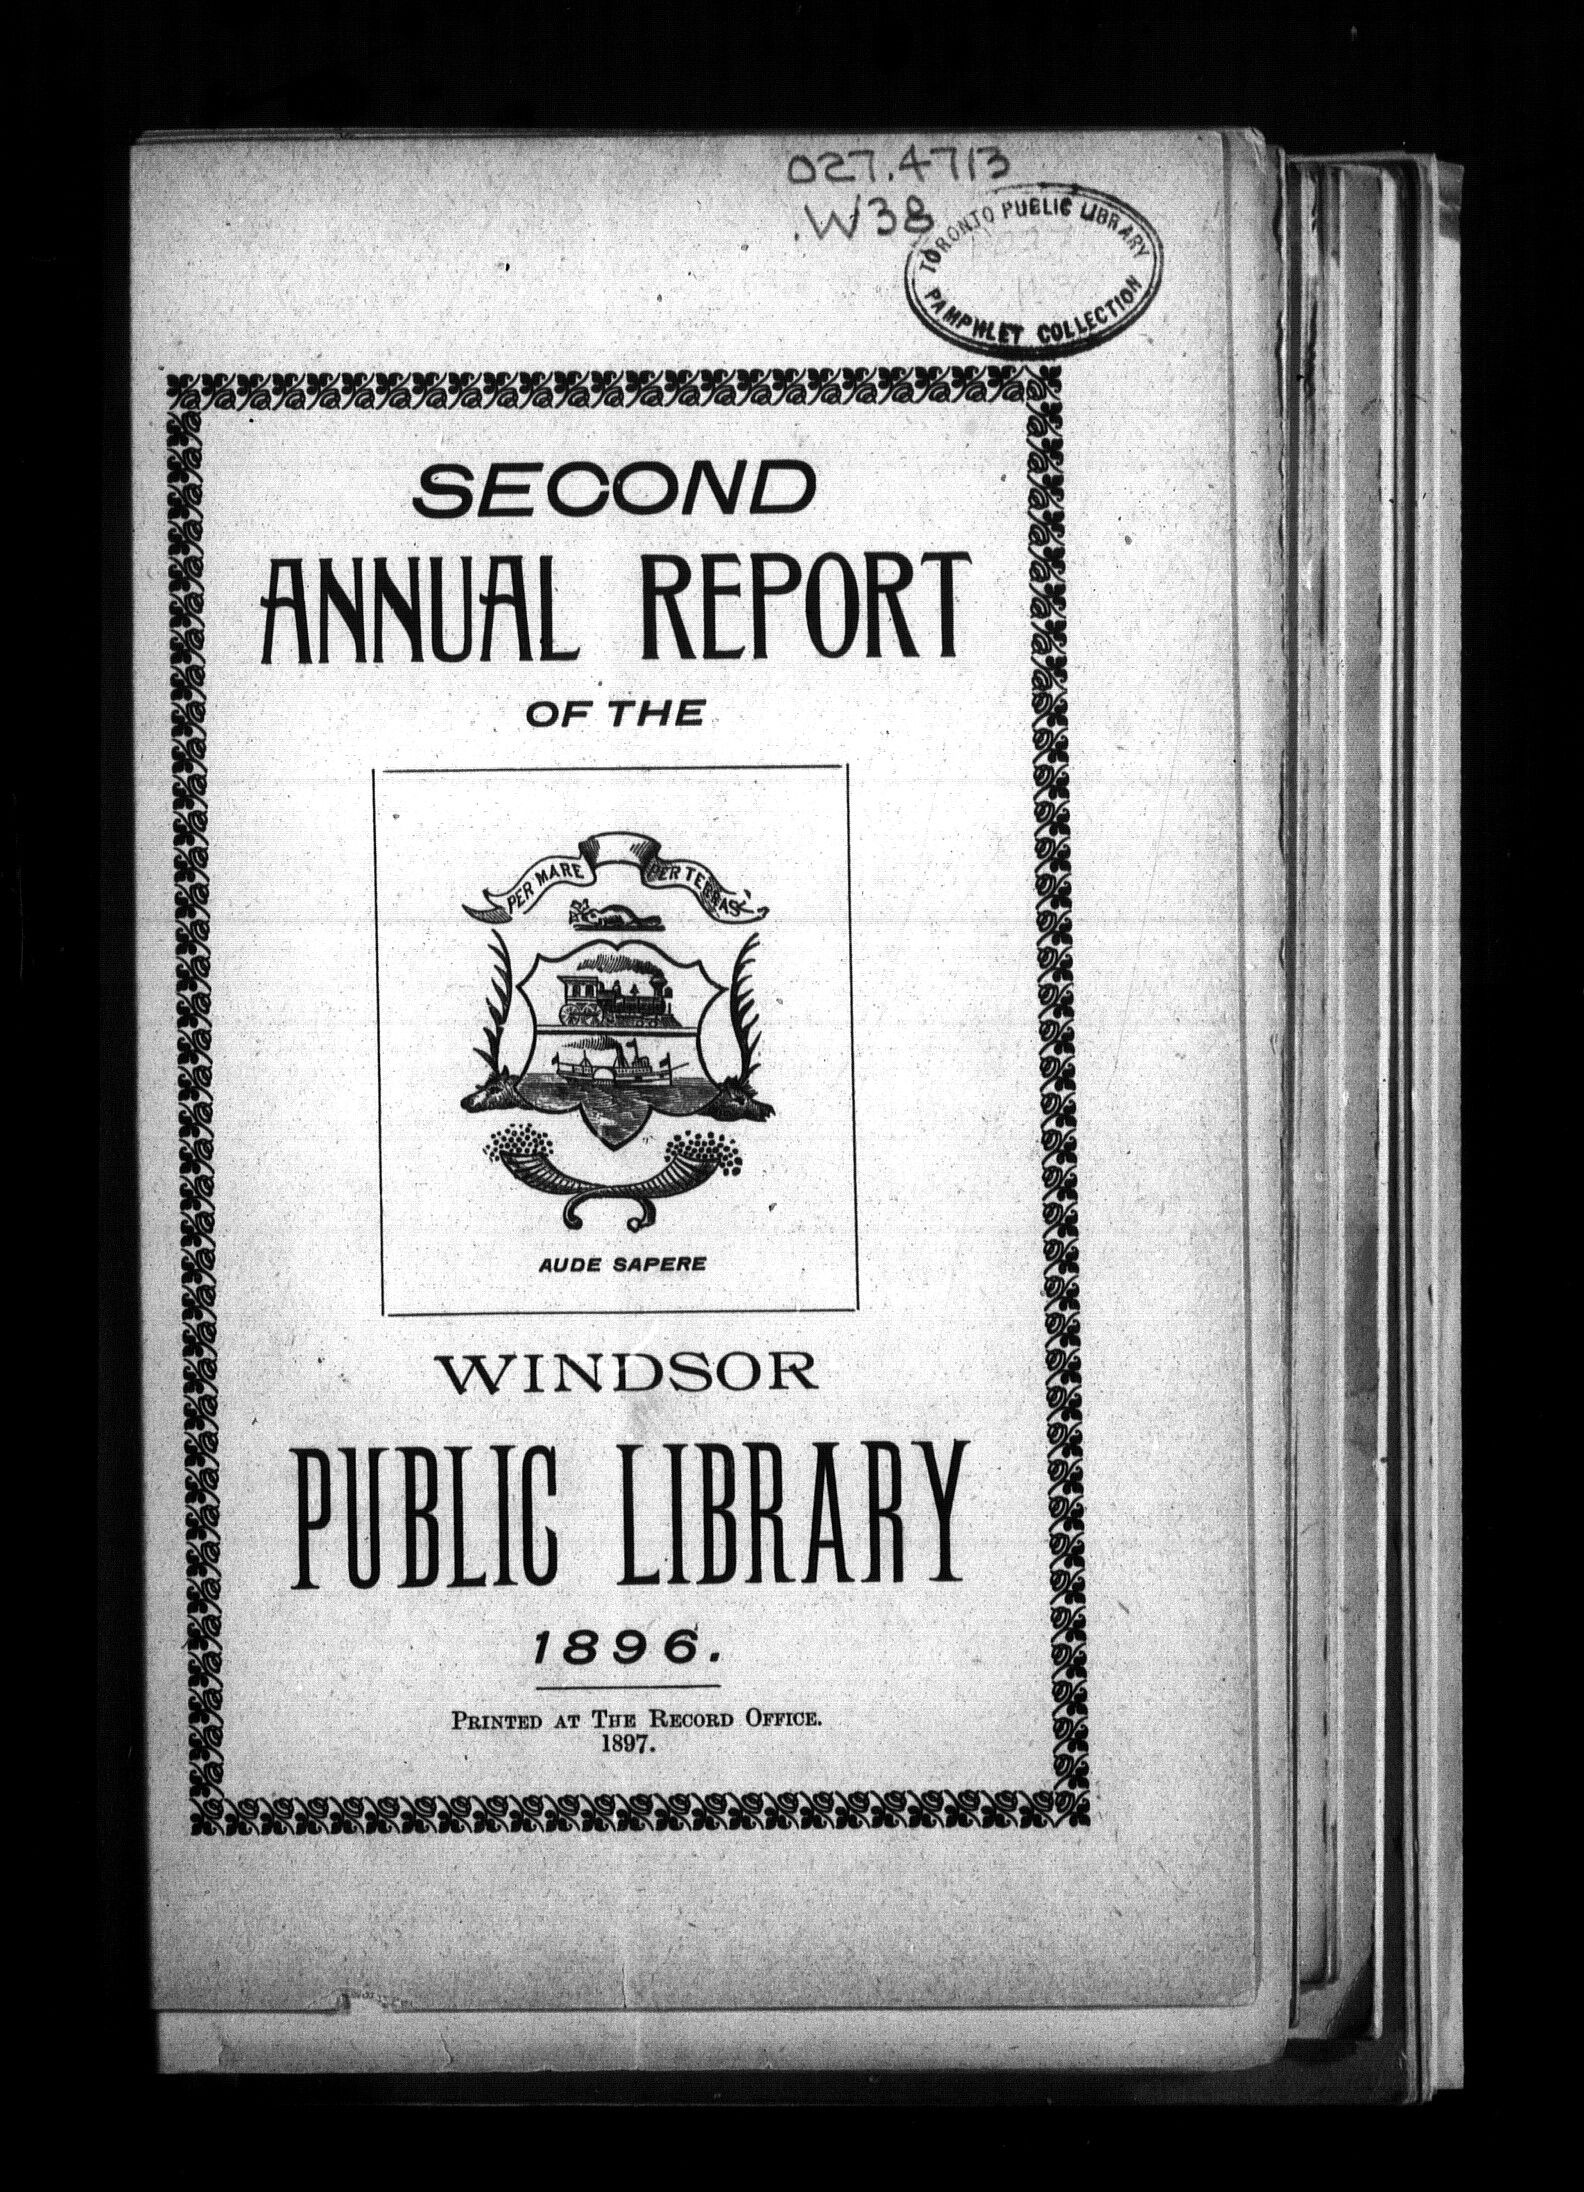 027.4713
.W38
TORONTO PUBLIC LIBRARY
PAMPHLET COLLECTION
SECOND
ANNUAL REPORT
OF THE
PER MARE PER TERRAS
AUDE SAPERE
WINDSOR
PUBLIC LIBRARY
1896.
PRINTED AT THE RECORD OFFICE.
1897.